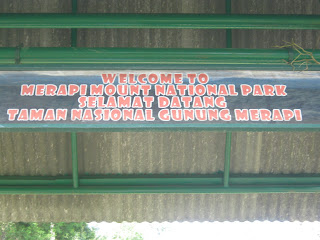 WELCOME TO
MERAPI MOUNT NATIONAL PARK
SELAMAT DATANG
TAMAN NASIONAL GUNUNG MERAPI